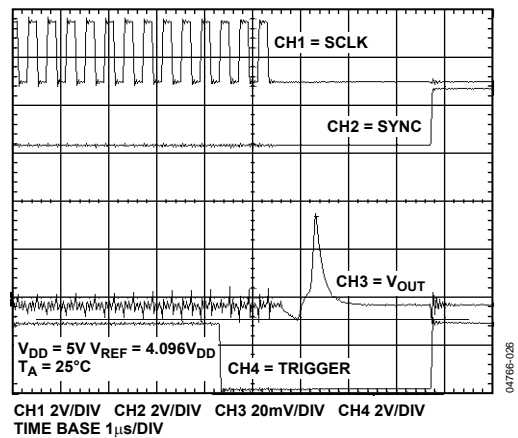 CH1 = SCLK
CH2 = SYNC
CH3 = VOUT
VDD = 5V VREF = 4.096VDD
TA = 25°C
CH4 = TRIGGER
CH1 2V/DIV CH2 2V/DIV CH3 20mV/DIV CH4 2V/DIV
TIME BASE 1µs/DIV
04766-026